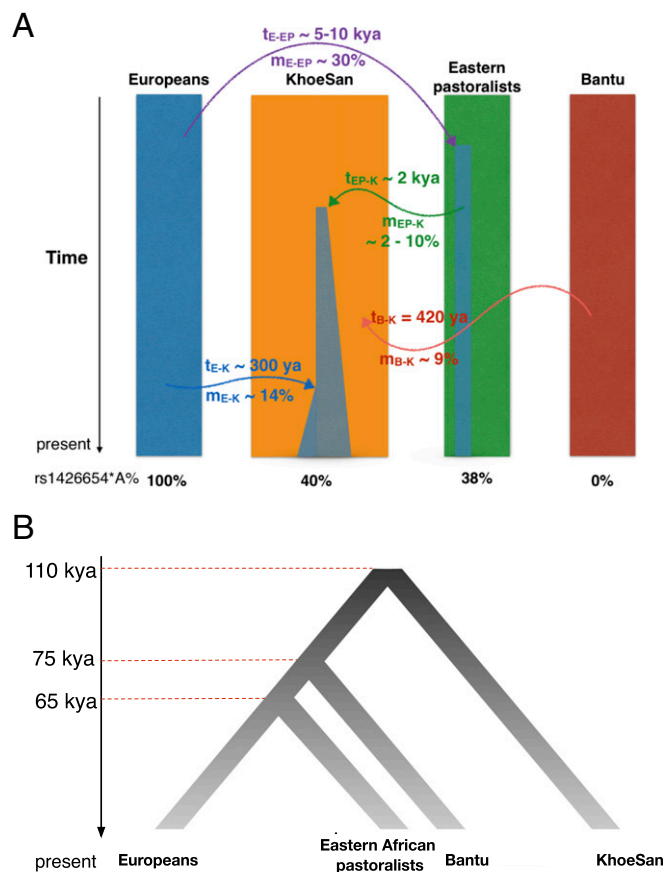 A
tE-EP ~ 5-10 kya
mE-EP ~ 30%
Europeans
KhoeSan
Eastern
pastoralists
Bantu
tEP-K ~ 2 kya
mEP-K
~ 2 - 10%
Time
tB-K = 420 ya
mB-K ~ 9%
tE-K ~ 300 ya
mE-K ~ 14%
present
rs1426654*A% 100% 40% 38% 0%
B
110 kya
75 kya
65 kya
present
Europeans
Eastern African
pastoralists
Bantu
KhoeSan